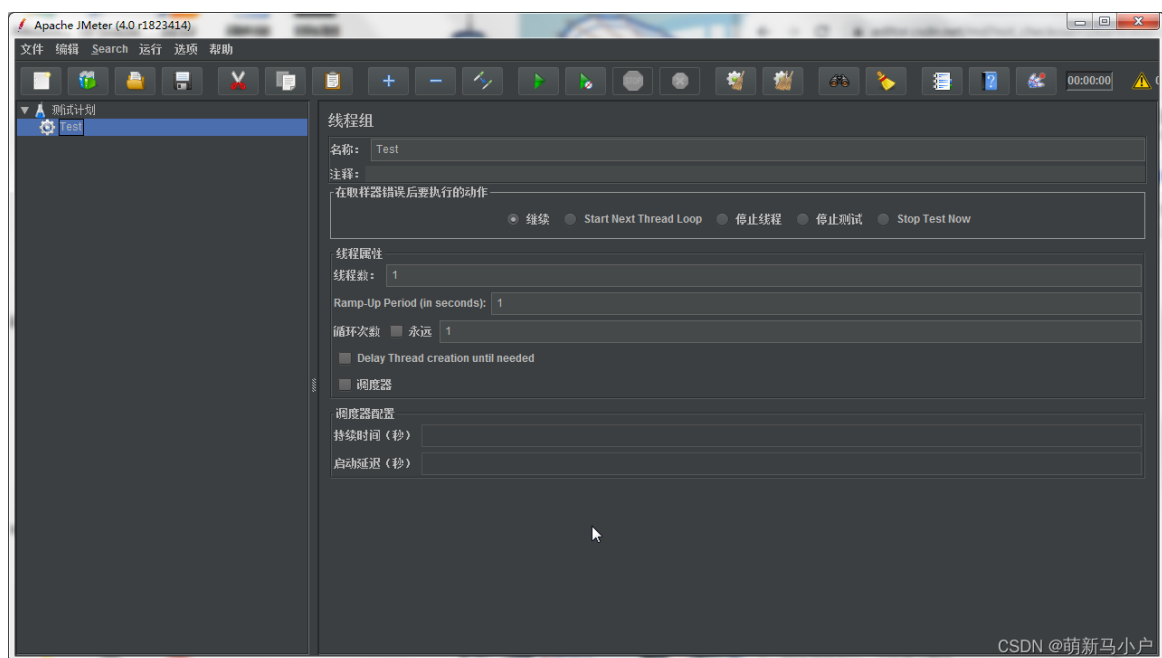 Apache JMeter (4.0 r1823414)
文件 编辑 Search 运行 选项 帮助
00:00:00
测试计划
Test
线程组
名称： Test
注释：
在取样器错误后要执行的动作
继续 Start Next Thread Loop 停止线程 停止测试 Stop Test Now
线程属性
线程数： 1
Ramp-Up Period (in seconds): 1
循环次数 永远 1
Delay Thread creation until needed
调度器
调度器配置
持续时间（秒）
启动延迟（秒）
CSDN @萌新马小户